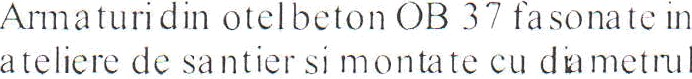 Armaturi din otel beton OB 37 fasonate in
ateliere de santier si montate cu diametrul